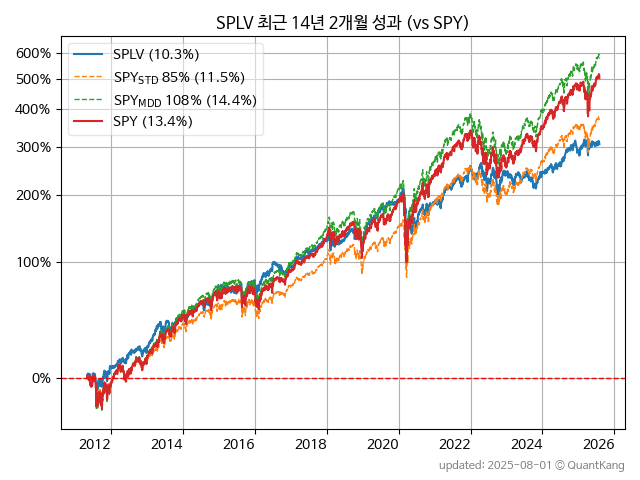 SPLV 최근 14년 2개월 성과 (vs SPY)
600%
500%
400%
300%
200%
100%
0%
SPLV (10.3%)
SPY_STD 85% (11.5%)
SPY_MDD 108% (14.4%)
SPY (13.4%)
2012 2014 2016 2018 2020 2022 2024 2026
updated: 2025-08-01 © QuantKang